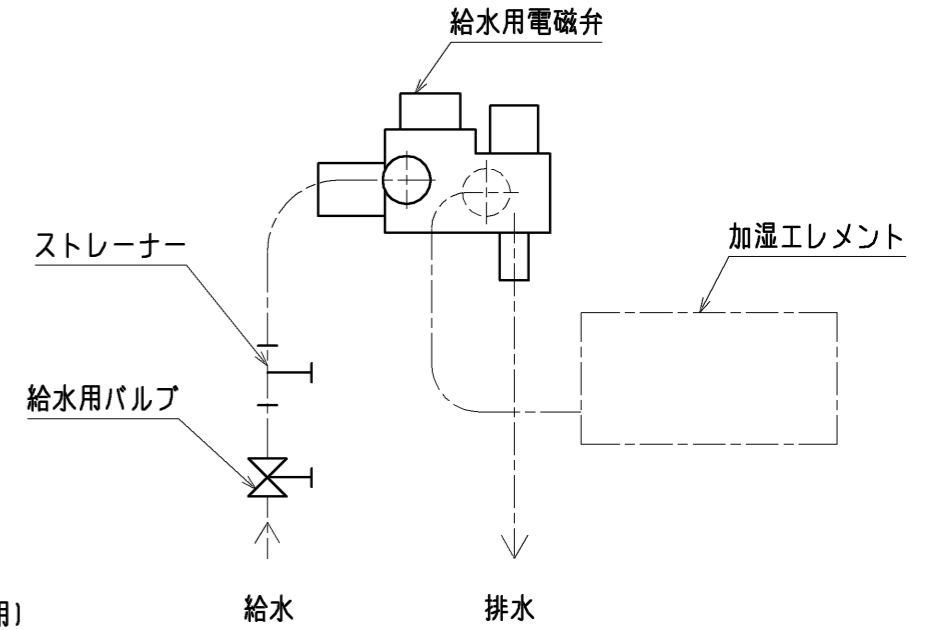 給水用電磁弁
ストレーナー
加湿エレメント
給水用バルブ
用)
給水
排水